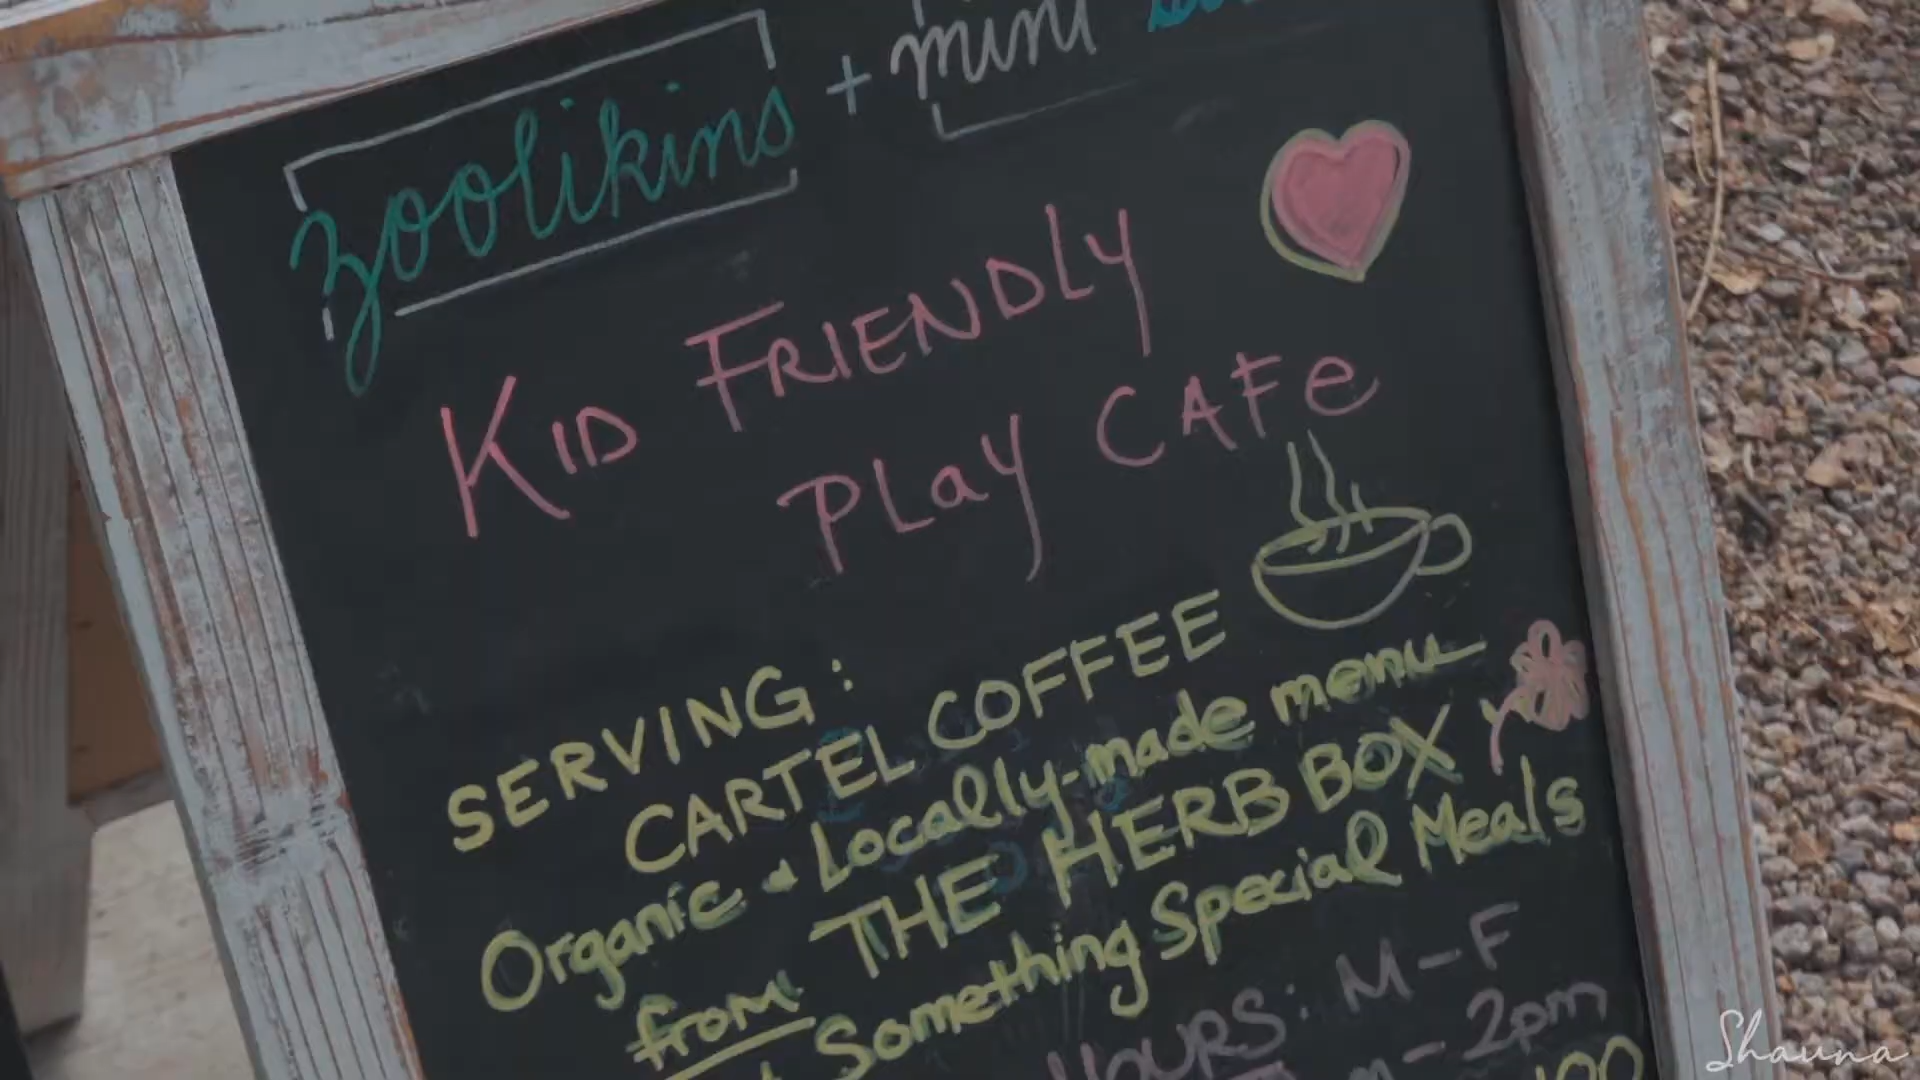 zoolikins + mini
KID FRIENDLY
PLay CAFe
SERVING:
CARTEL COFFEE
Organic + Locally-made menu
from THE HERB BOX
Something Special Meals
HOURS: M-F
- 2pm
Shauna